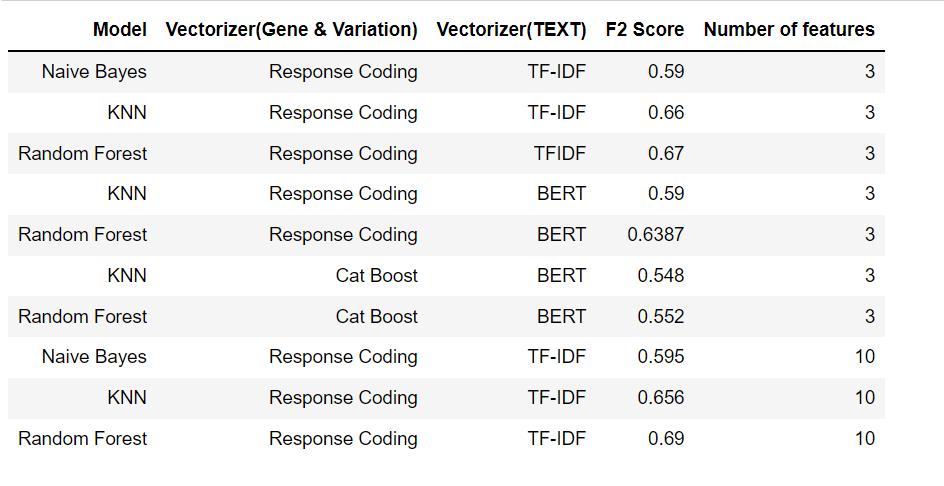 Model Vectorizer(Gene & Variation) Vectorizer(TEXT) F2 Score Number of features
Naive Bayes Response Coding TF-IDF 0.59 3
KNN Response Coding TF-IDF 0.66 3
Random Forest Response Coding TFIDF 0.67 3
KNN Response Coding BERT 0.59 3
Random Forest Response Coding BERT 0.6387 3
KNN Cat Boost BERT 0.548 3
Random Forest Cat Boost BERT 0.552 3
Naive Bayes Response Coding TF-IDF 0.595 10
KNN Response Coding TF-IDF 0.656 10
Random Forest Response Coding TF-IDF 0.69 10